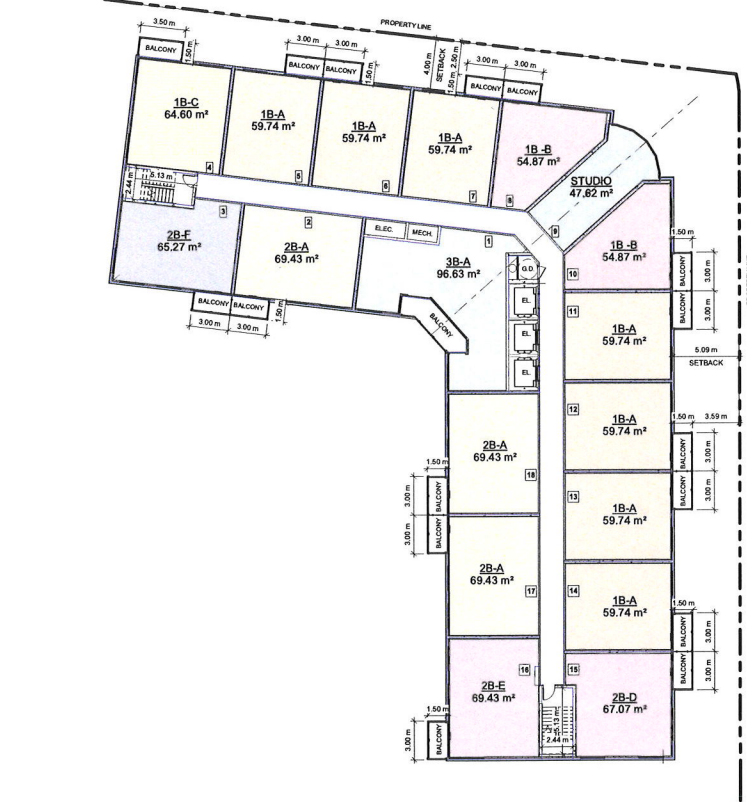 PROPERTY LINE
3.50 m
BALCONY
1.50 m
3.00 m
3.00 m
BALCONY
BALCONY
1.50 m
4.00 m
SETBACK
1.50 m
2.50 m
3.00 m
3.00 m
BALCONY
BALCONY
1B-C
64.60 m²
4
1B-A
59.74 m²
5
1B-A
59.74 m²
6
1B-A
59.74 m²
7
1B -B
54.87 m²
8
STUDIO
47.62 m²
9
5.13 m
2.44 m
3
2B-F
65.27 m²
2
2B-A
69.43 m²
ELEC.
MECH.
1
3B-A
96.63 m²
G.D.
EL.
EL.
EL.
BALCONY
BALCONY
BALCONY
1.50 m
3.00 m
3.00 m
1B -B
54.87 m²
10
1.50 m
BALCONY
3.00 m
BALCONY
3.00 m
11
1B-A
59.74 m²
5.09 m
SETBACK
12
1B-A
59.74 m²
1.50 m
3.59 m
BALCONY
3.00 m
BALCONY
3.00 m
2B-A
69.43 m²
18
1.50 m
3.00 m
BALCONY
3.00 m
BALCONY
13
1B-A
59.74 m²
2B-A
69.43 m²
17
14
1B-A
59.74 m²
1.50 m
BALCONY
3.00 m
BALCONY
3.00 m
16
2B-E
69.43 m²
15
2B-D
67.07 m²
1.50 m
3.00 m
BALCONY
5.13 m
2.44 m